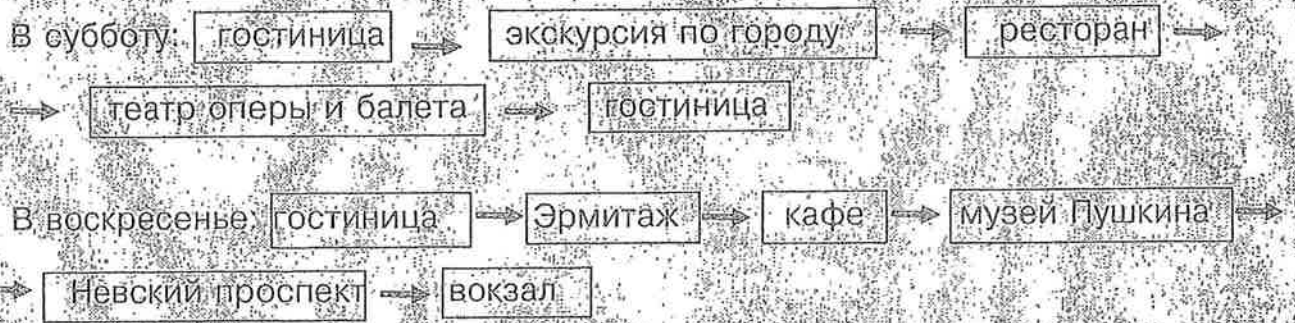 В субботу: гостиница экскурсия по городу ресторан
театр оперы и балета гостиница
В воскресенье: гостиница Эрмитаж кафе музей Пушкина
Невский проспект вокзал